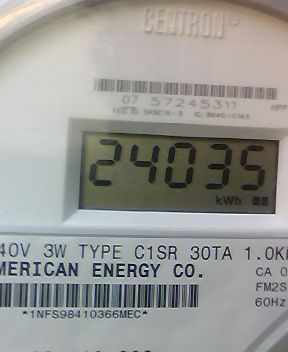 CENTRON
07 57245311
24035
kWh
40V 3W TYPE C1SR 30TA 1.0K
MERICAN ENERGY CO.
CA 0
FM2S
60Hz
*1NFS98410366MEC*